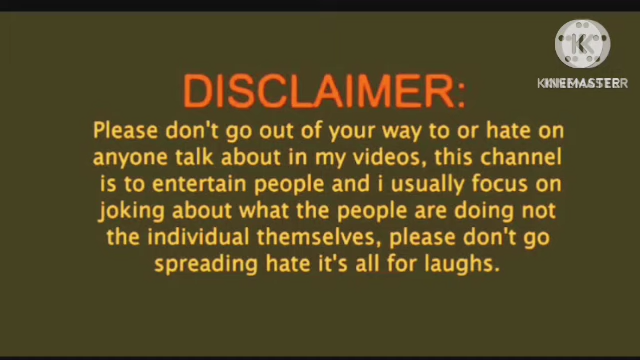 KINEMASTER
DISCLAIMER:
Please don't go out of your way to or hate on
anyone talk about in my videos, this channel
is to entertain people and i usually focus on
joking about what the people are doing not
the individual themselves, please don't go
spreading hate it's all for laughs.